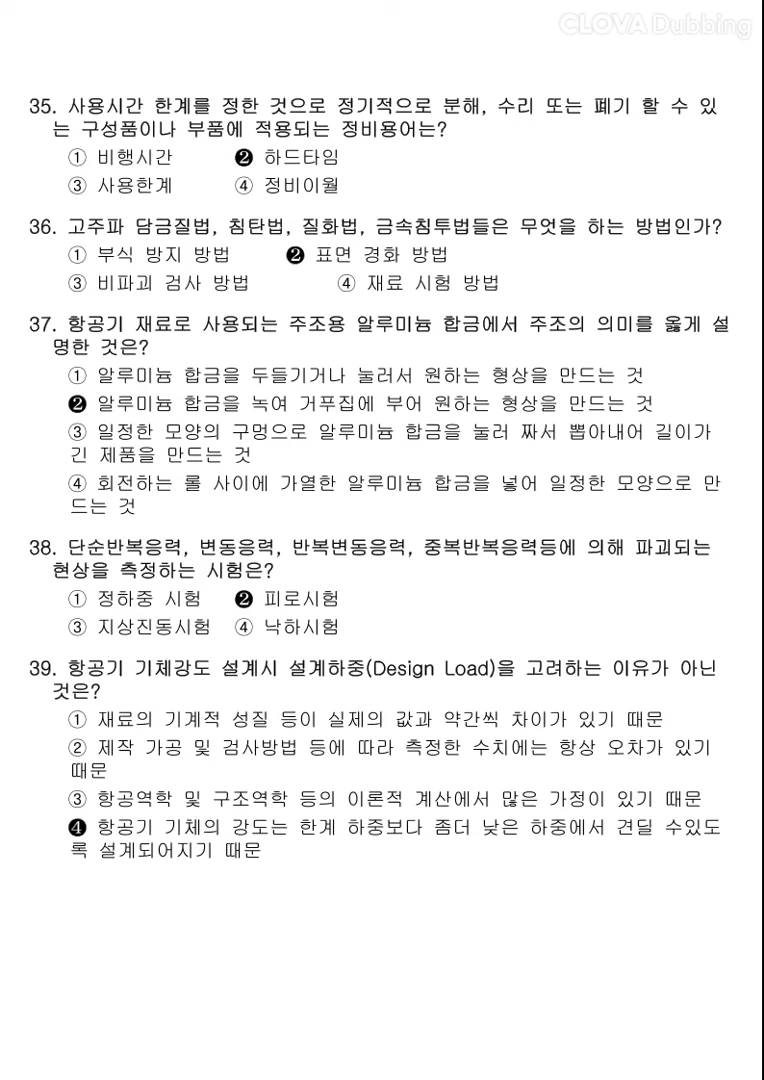 CLOVA Dubbing
35. 사용시간 한계를 정한 것으로 정기적으로 분해, 수리 또는 폐기 할 수 있
는 구성품이나 부품에 적용되는 정비용어는?
① 비행시간 ❷ 하드타임
③ 사용한계 ④ 정비이월
36. 고주파 담금질법, 침탄법, 질화법, 금속침투법들은 무엇을 하는 방법인가?
① 부식 방지 방법 ❷ 표면 경화 방법
③ 비파괴 검사 방법 ④ 재료 시험 방법
37. 항공기 재료로 사용되는 주조용 알루미늄 합금에서 주조의 의미를 옳게 설
명한 것은?
① 알루미늄 합금을 두들기거나 눌러서 원하는 형상을 만드는 것
❷ 알루미늄 합금을 녹여 거푸집에 부어 원하는 형상을 만드는 것
③ 일정한 모양의 구멍으로 알루미늄 합금을 눌러 짜서 뽑아내어 길이가
긴 제품을 만드는 것
④ 회전하는 롤 사이에 가열한 알루미늄 합금을 넣어 일정한 모양으로 만
드는 것
38. 단순반복응력, 변동응력, 반복변동응력, 중복반복응력등에 의해 파괴되는
현상을 측정하는 시험은?
① 정하중 시험 ❷ 피로시험
③ 지상진동시험 ④ 낙하시험
39. 항공기 기체강도 설계시 설계하중(Design Load)을 고려하는 이유가 아닌
것은?
① 재료의 기계적 성질 등이 실제의 값과 약간씩 차이가 있기 때문
② 제작 가공 및 검사방법 등에 따라 측정한 수치에는 항상 오차가 있기
때문
③ 항공역학 및 구조역학 등의 이론적 계산에서 많은 가정이 있기 때문
❹ 항공기 기체의 강도는 한계 하중보다 좀더 낮은 하중에서 견딜 수있도
록 설계되어지기 때문